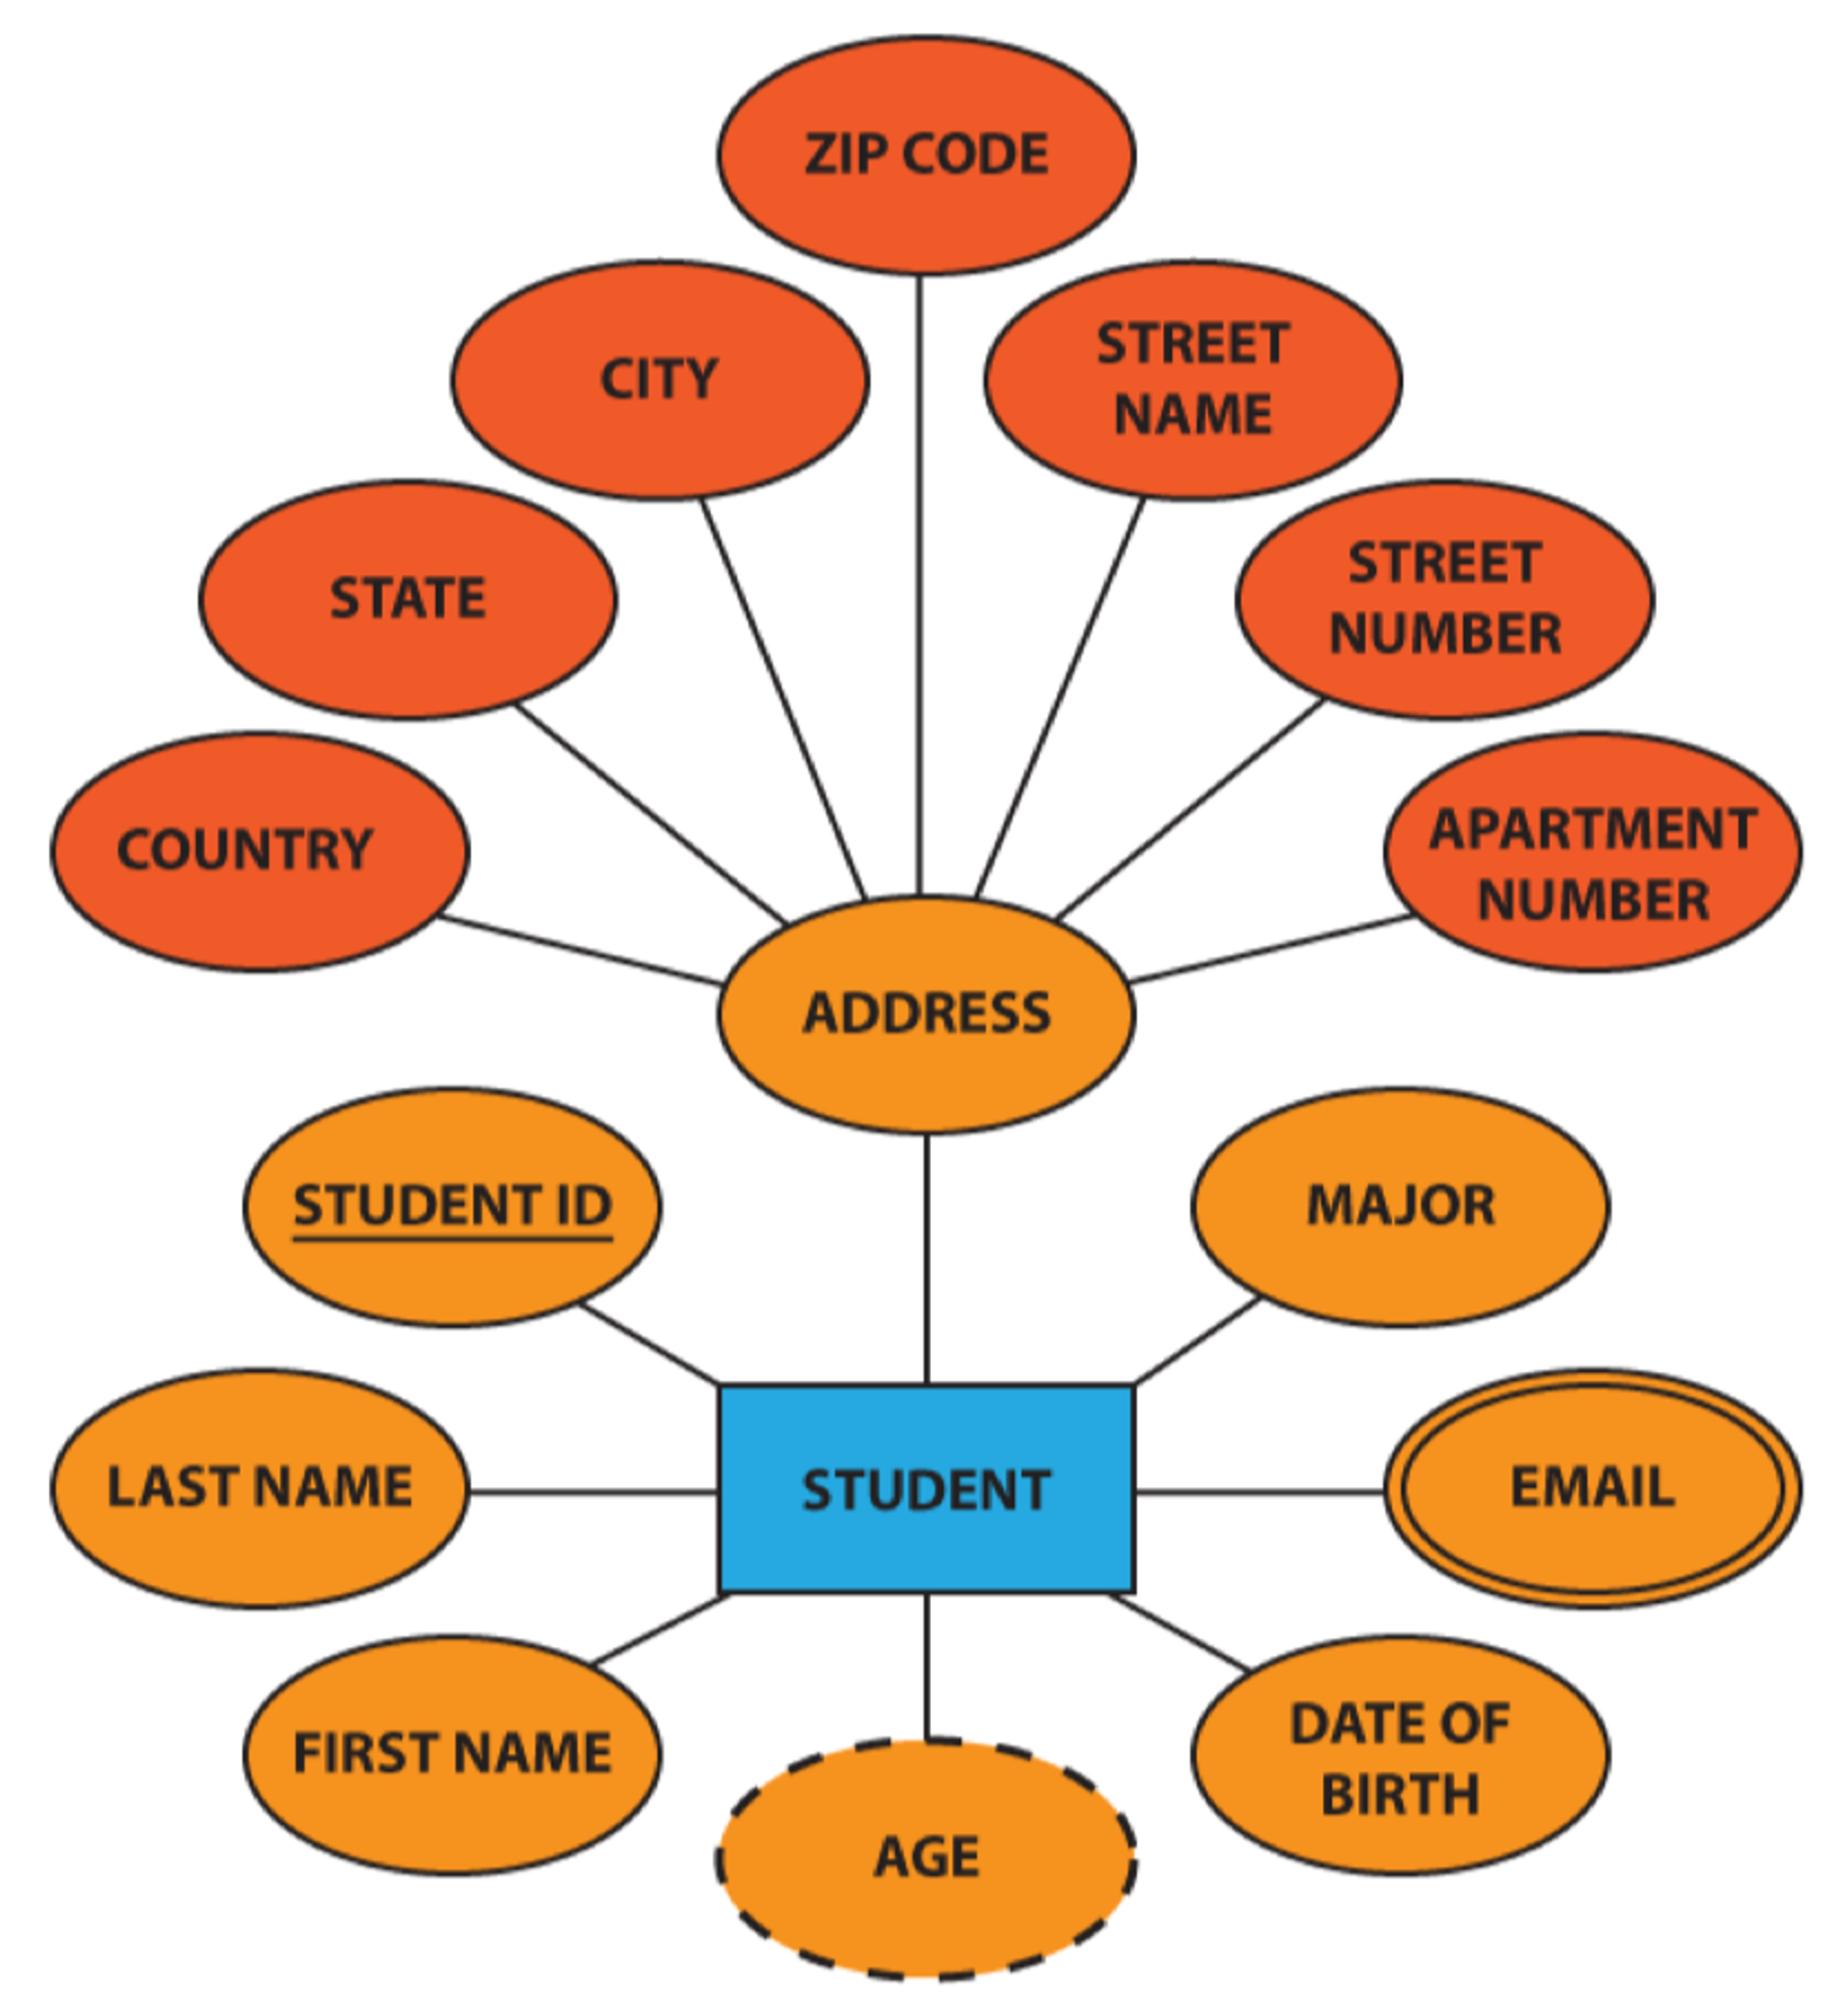 ZIP CODE
CITY
STREET
NAME
STATE
STREET
NUMBER
COUNTRY
APARTMENT
NUMBER
ADDRESS
STUDENT ID
MAJOR
LAST NAME
STUDENT
EMAIL
FIRST NAME
DATE OF
BIRTH
AGE